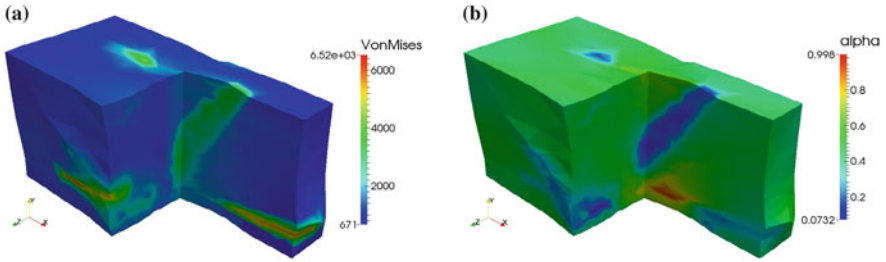 (a)
VonMises
6.52e+03
6000
4000
2000
671
Y
Z
X
(b)
alpha
0.998
0.8
0.6
0.4
0.2
0.0732
Y
Z
X